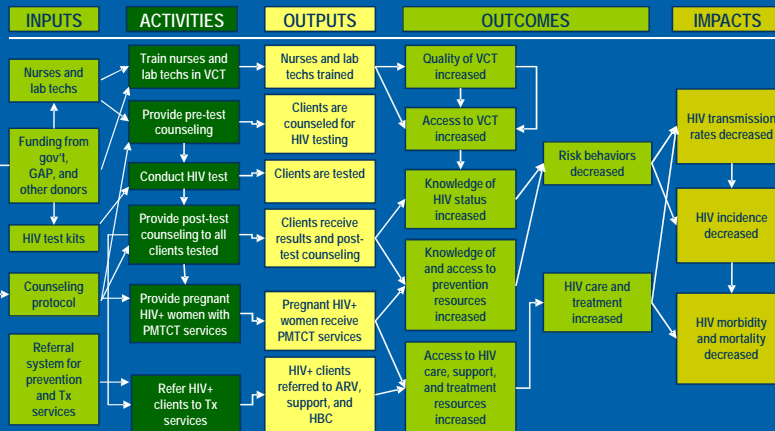 INPUTS
ACTIVITIES
OUTPUTS
OUTCOMES
IMPACTS
Nurses and
lab techs
Funding from
gov't,
GAP, and
other donors
HIV test kits
Counseling
protocol
Referral
system for
prevention
and Tx
services
Train nurses and
lab techs in VCT
Provide pre-test
counseling
Conduct HIV test
Provide post-test
counseling to all
clients tested
Provide pregnant
HIV+ women with
PMTCT services
Refer HIV+
clients to Tx
services
Nurses and lab
techs trained
Clients are
counseled for
HIV testing
Clients are tested
Clients receive
results and post-
test counseling
Pregnant HIV+
women receive
PMTCT services
HIV+ clients
referred to ARV,
support, and
HBC
Quality of VCT
increased
Access to VCT
increased
Knowledge of
HIV status
increased
Knowledge of
and access to
prevention
resources
increased
Access to HIV
care, support,
and treatment
resources
increased
Risk behaviors
decreased
HIV care and
treatment
increased
HIV transmission
rates decreased
HIV incidence
decreased
HIV morbidity
and mortality
decreased